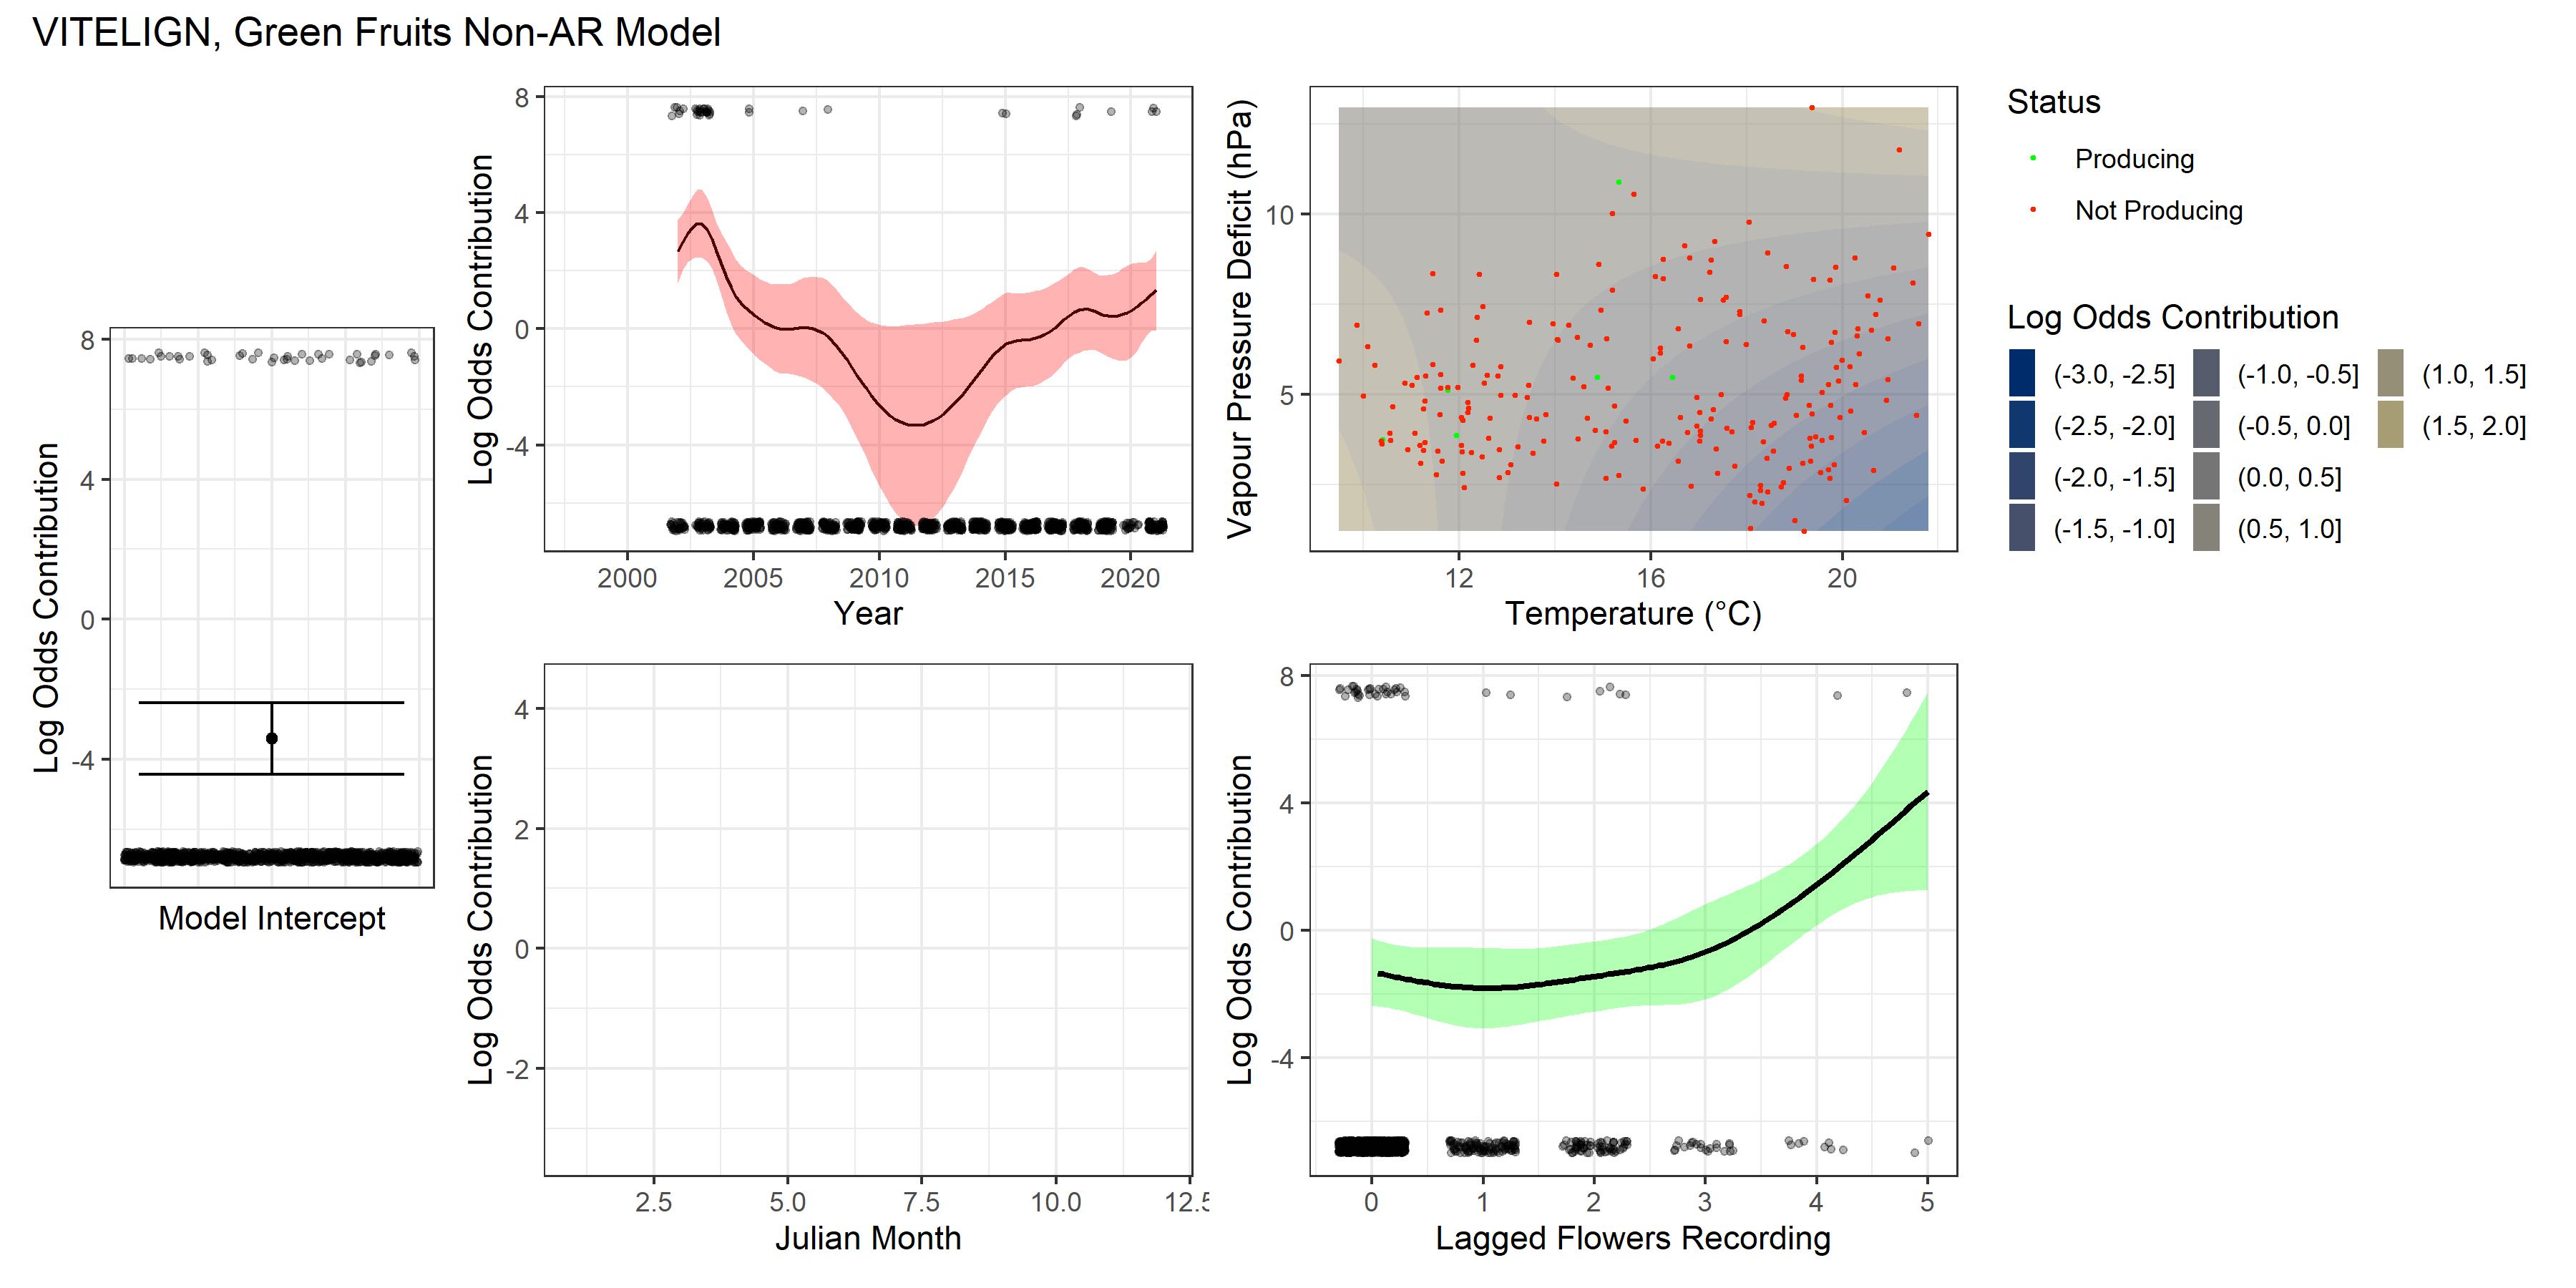 VITELIGN, Green Fruits Non-AR Model
Log Odds Contribution
8
4
0
-4
Model Intercept
Log Odds Contribution
8
4
0
-4
2000 2005 2010 2015 2020
Year
Vapour Pressure Deficit (hPa)
10
5
12 16 20
Temperature (°C)
Status
Producing
Not Producing
Log Odds Contribution
(-3.0, -2.5] (-1.0, -0.5] (1.0, 1.5]
(-2.5, -2.0] (-0.5, 0.0] (1.5, 2.0]
(-2.0, -1.5] (0.0, 0.5]
(-1.5, -1.0] (0.5, 1.0]
Log Odds Contribution
4
2
0
-2
2.5 5.0 7.5 10.0 12.5
Julian Month
Log Odds Contribution
8
4
0
-4
0 1 2 3 4 5
Lagged Flowers Recording